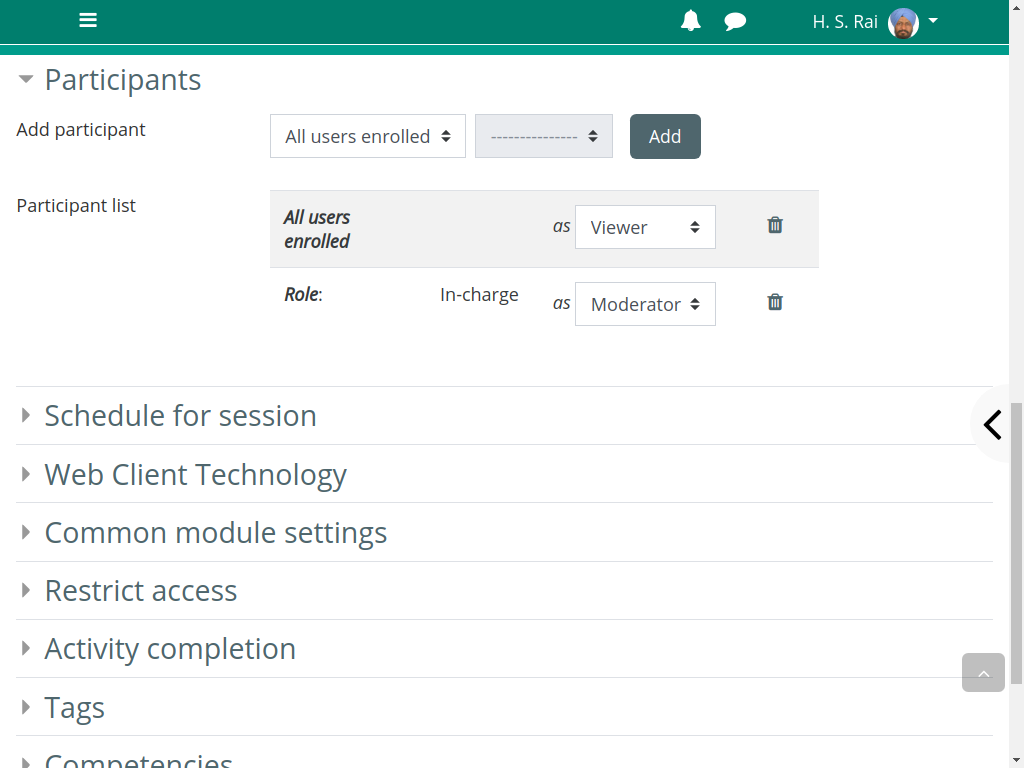 H. S. Rai
Participants
Add participant
All users enrolled
---------------
Add
Participant list
All users
enrolled
as
Viewer
Role:
In-charge
as
Moderator
Schedule for session
Web Client Technology
Common module settings
Restrict access
Activity completion
Tags
Competencies